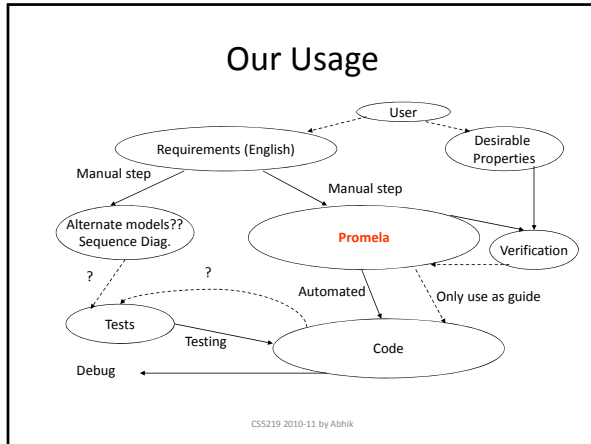 Our Usage
User
Requirements (English)
Desirable
Properties
Manual step
Manual step
Alternate models??
Sequence Diag.
Promela
Verification
?
?
Automated
Only use as guide
Tests
Testing
Code
Debug
CS5219 2010-11 by Abhik